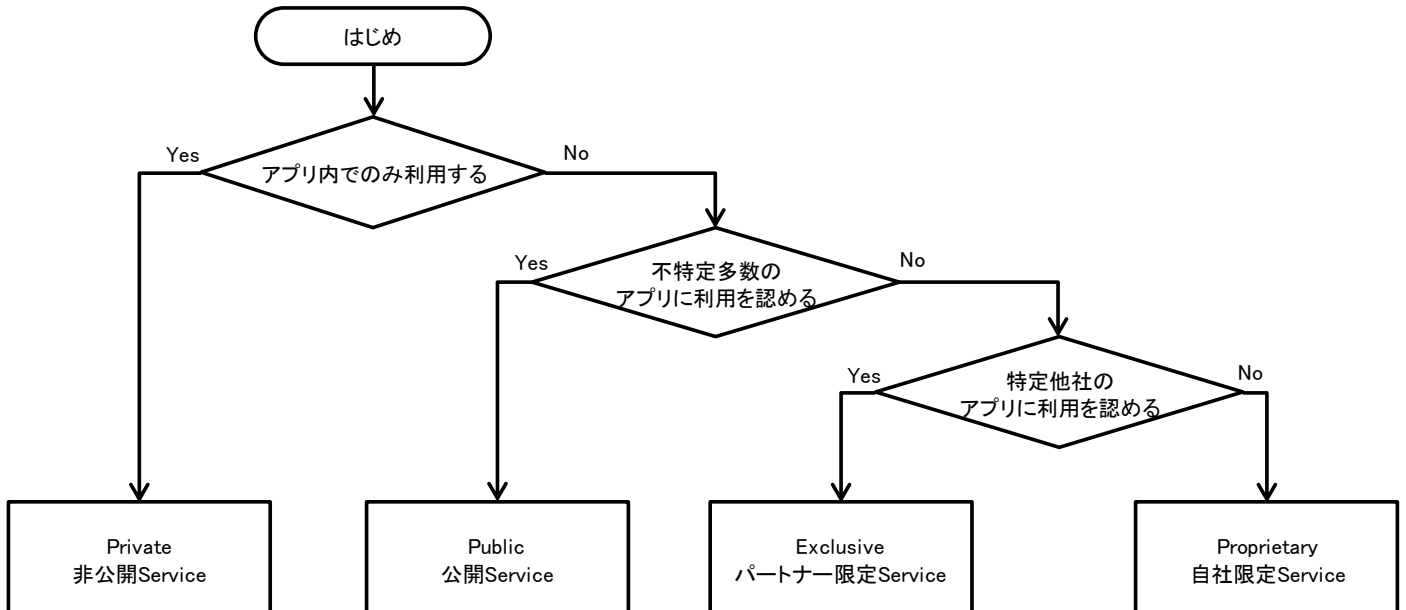 はじめ
Yes
アプリ内でのみ利用する
No
Yes
不特定多数の
アプリに利用を認める
No
Yes
特定他社の
アプリに利用を認める
No
Private
非公開Service
Public
公開Service
Exclusive
パートナー限定Service
Proprietary
自社限定Service